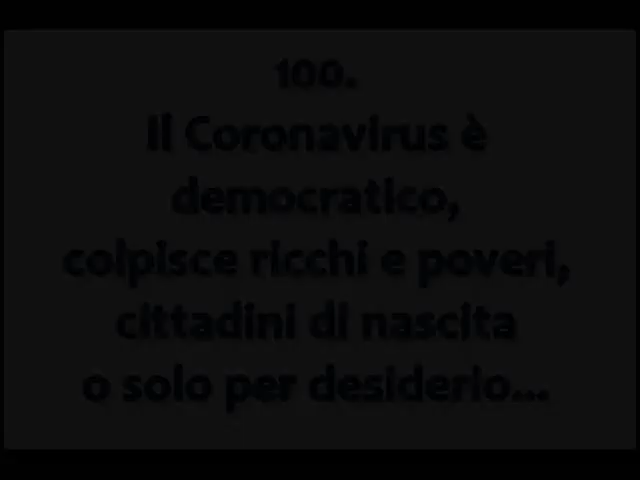 100.
Il Coronavirus è
democratico,
colpisce ricchi e poveri,
cittadini di nascita
o solo per desiderio...